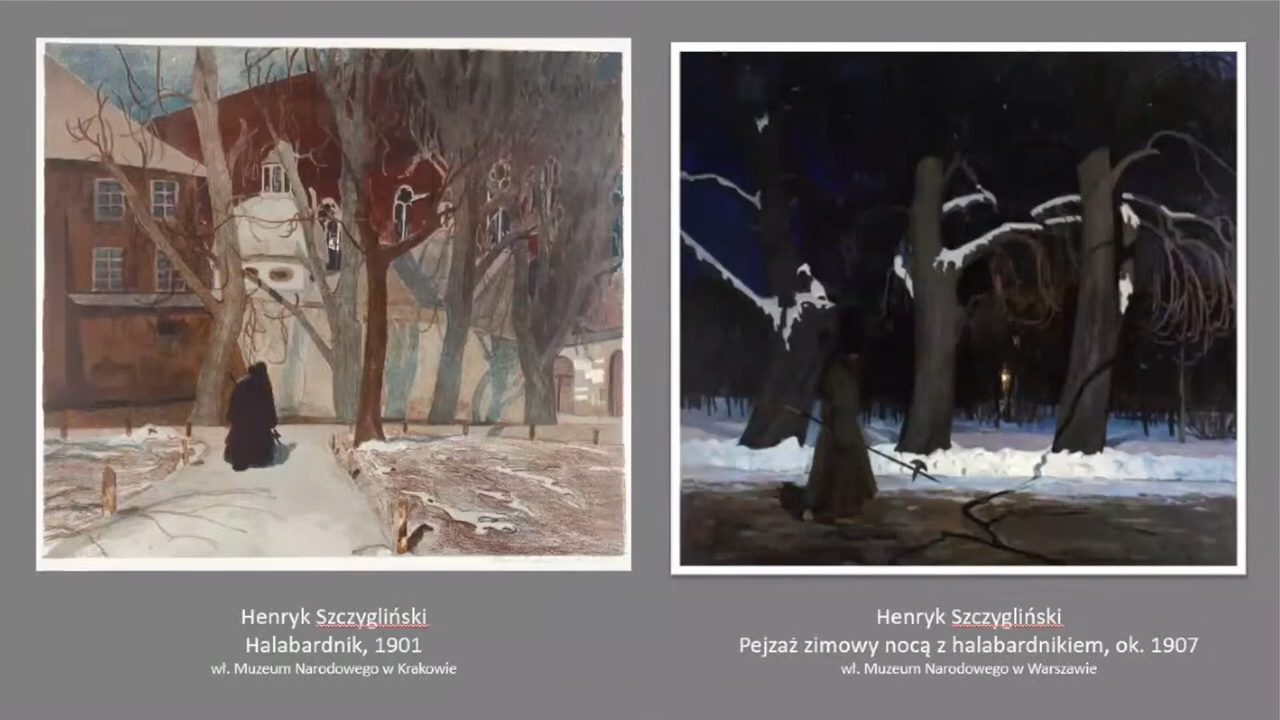 Henryk Szczygliński
Halabardnik, 1901
wł. Muzeum Narodowego w Krakowie
Henryk Szczygliński
Pejzaż zimowy nocą z halabardnikiem, ok. 1907
wł. Muzeum Narodowego w Warszawie